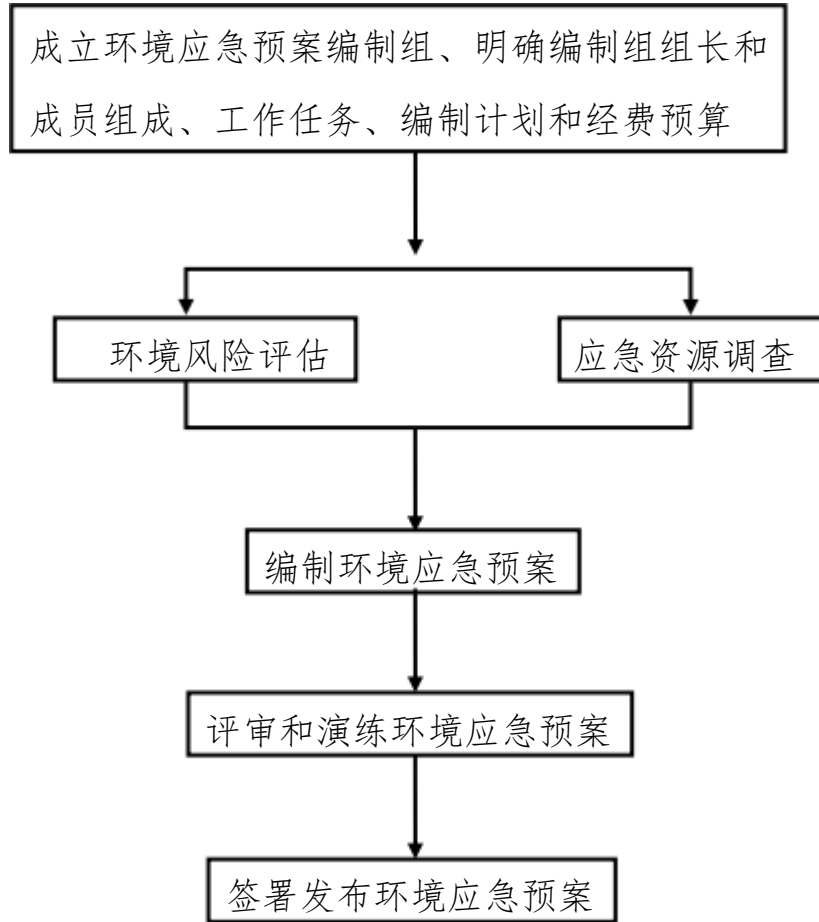 成立环境应急预案编制组、明确编制组组长和
成员组成、工作任务、编制计划和经费预算
环境风险评估
应急资源调查
编制环境应急预案
评审和演练环境应急预案
签署发布环境应急预案